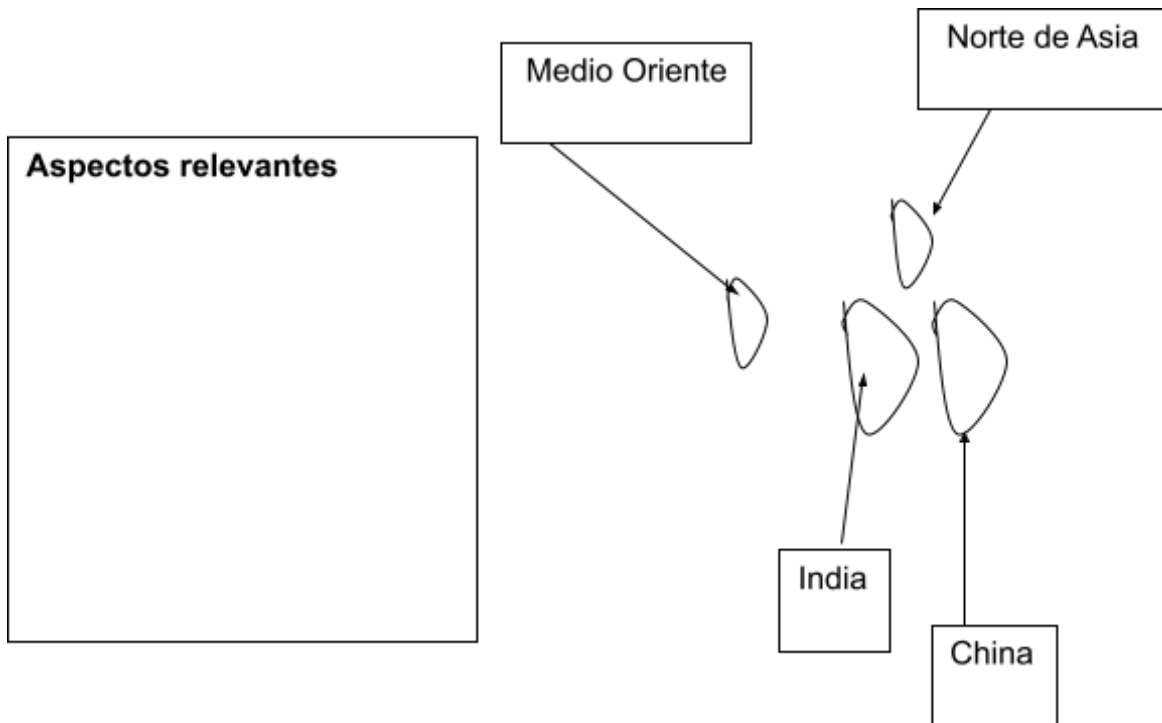 Norte de Asia
Medio Oriente
Aspectos relevantes
India
China